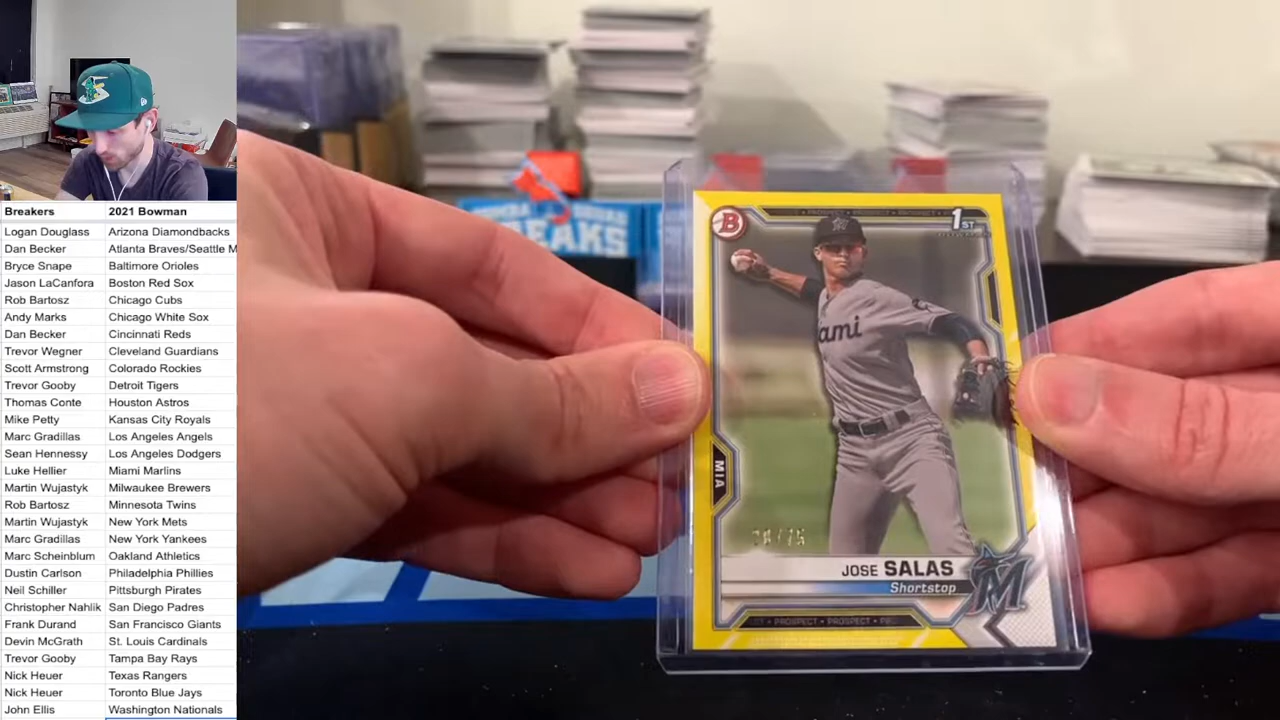 Breakers 2021 Bowman
Logan Douglass Arizona Diamondbacks
Dan Becker Atlanta Braves/Seattle M
Bryce Snape Baltimore Orioles
Jason LaCanfora Boston Red Sox
Rob Bartosz Chicago Cubs
Andy Marks Chicago White Sox
Dan Becker Cincinnati Reds
Trevor Wegner Cleveland Guardians
Scott Armstrong Colorado Rockies
Trevor Gooby Detroit Tigers
Thomas Conte Houston Astros
Mike Petty Kansas City Royals
Marc Gradillas Los Angeles Angels
Sean Hennessy Los Angeles Dodgers
Luke Hellier Miami Marlins
Martin Wujastyk Milwaukee Brewers
Rob Bartosz Minnesota Twins
Martin Wujastyk New York Mets
Marc Gradillas New York Yankees
Marc Scheinblum Oakland Athletics
Dustin Carlson Philadelphia Phillies
Neil Schiller Pittsburgh Pirates
Christopher Nahlik San Diego Padres
Frank Durand San Francisco Giants
Devin McGrath St. Louis Cardinals
Trevor Gooby Tampa Bay Rays
Nick Heuer Texas Rangers
Nick Heuer Toronto Blue Jays
John Ellis Washington Nationals
BREAKS
B
PROSPECT • PROSPECT • PROSPECT
1ST
ami
MIA
JOSE SALAS
Shortstop
M
• PROSPECT • PROSPECT • PR